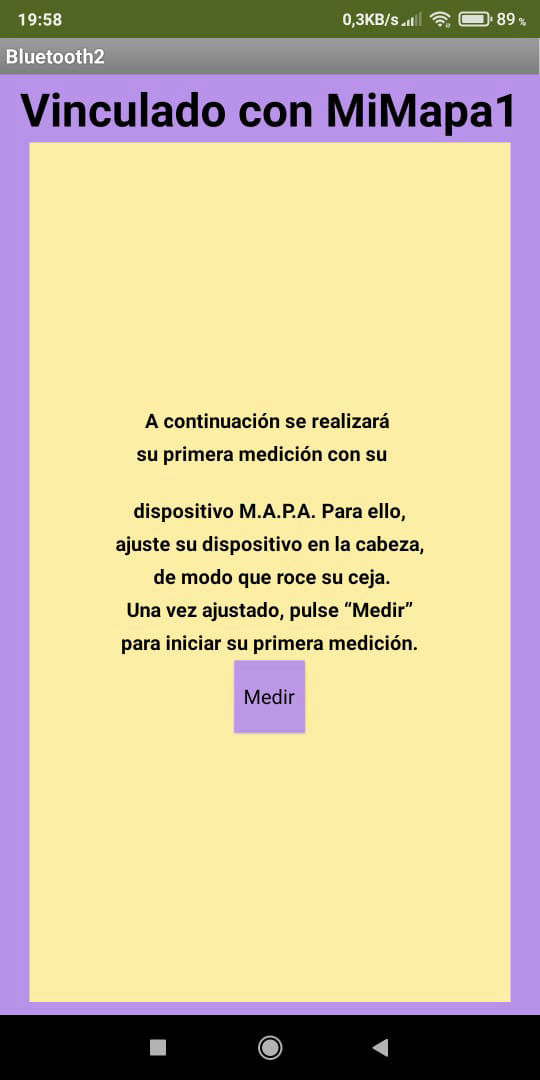 19:58 0,3KB/s 89 %
Bluetooth2
Vinculado con MiMapa1
A continuación se realizará
su primera medición con su
dispositivo M.A.P.A. Para ello,
ajuste su dispositivo en la cabeza,
de modo que roce su ceja.
Una vez ajustado, pulse “Medir”
para iniciar su primera medición.
Medir